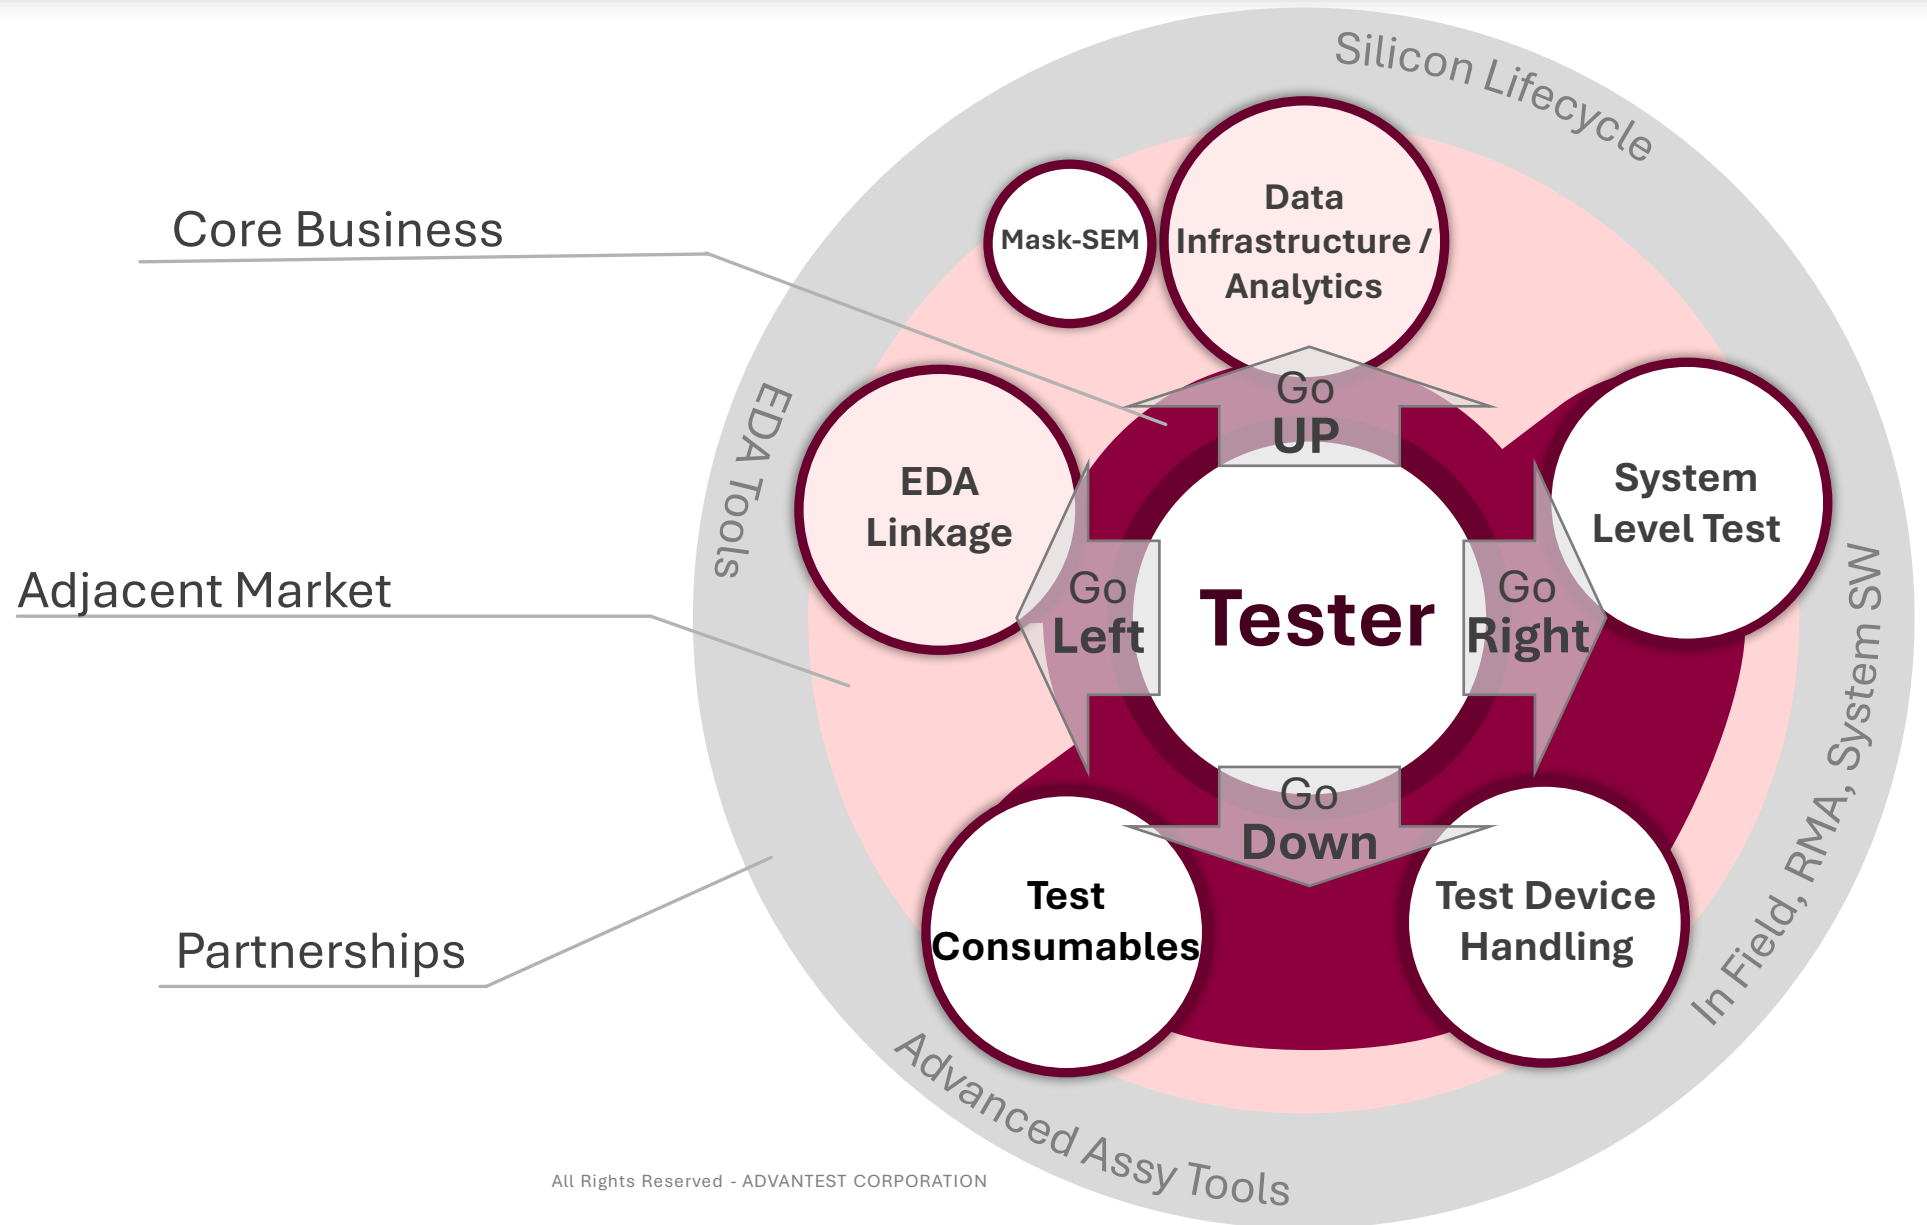 Silicon Lifecycle
Data
Infrastructure /
Analytics
Mask-SEM
Core Business
Go
UP
EDA Tools
EDA
Linkage
System
Level Test
Adjacent Market
Go
Left
Tester
Go
Right
In Field, RMA, System SW
Go
Down
Test
Consumables
Test Device
Handling
Partnerships
Advanced Assy Tools
All Rights Reserved - ADVANTEST CORPORATION